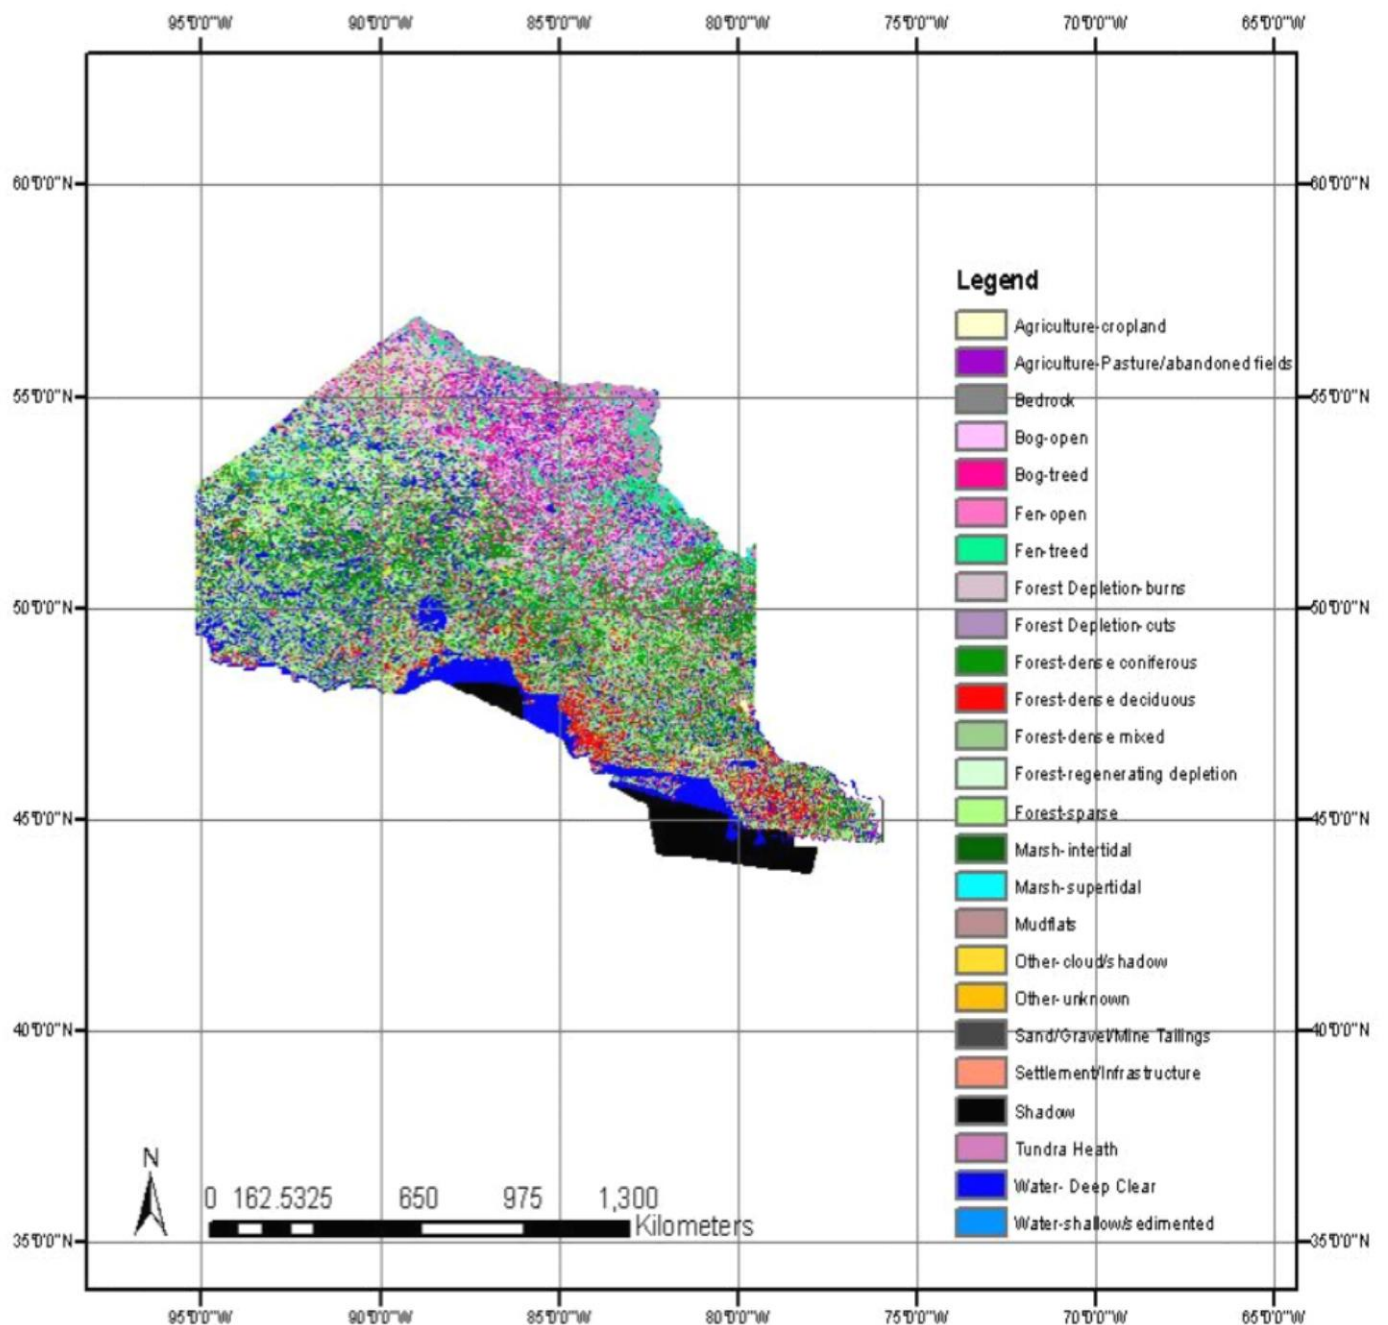 95°0'0"W 90°0'0"W 85°0'0"W 80°0'0"W 75°0'0"W 70°0'0"W 65°0'0"W
60°0'0"N 60°0'0"N
Legend
Agriculture-cropland
Agriculture-Pasture/abandoned fields
55°0'0"N 55°0'0"N
Bedrock
Bog-open
Bog-treed
Fen-open
Fen-treed
Forest Depletion-burns
50°0'0"N 50°0'0"N
Forest Depletion-cuts
Forest-dense coniferous
Forest-dense deciduous
Forest-dense mixed
Forest-regenerating depletion
Forest-sparse
45°0'0"N 45°0'0"N
Marsh-intertidal
Marsh-supertidal
Mudflats
Other-cloud/shadow
Other-unknown
40°0'0"N 40°0'0"N
Sand/Gravel/Mine Tailings
Settlement/Infrastructure
Shadow
Tundra Heath
Water- Deep Clear
Water-shallow/sedimented
N
0 162.5325 650 975 1,300
Kilometers
35°0'0"N 35°0'0"N
95°0'0"W 90°0'0"W 85°0'0"W 80°0'0"W 75°0'0"W 70°0'0"W 65°0'0"W